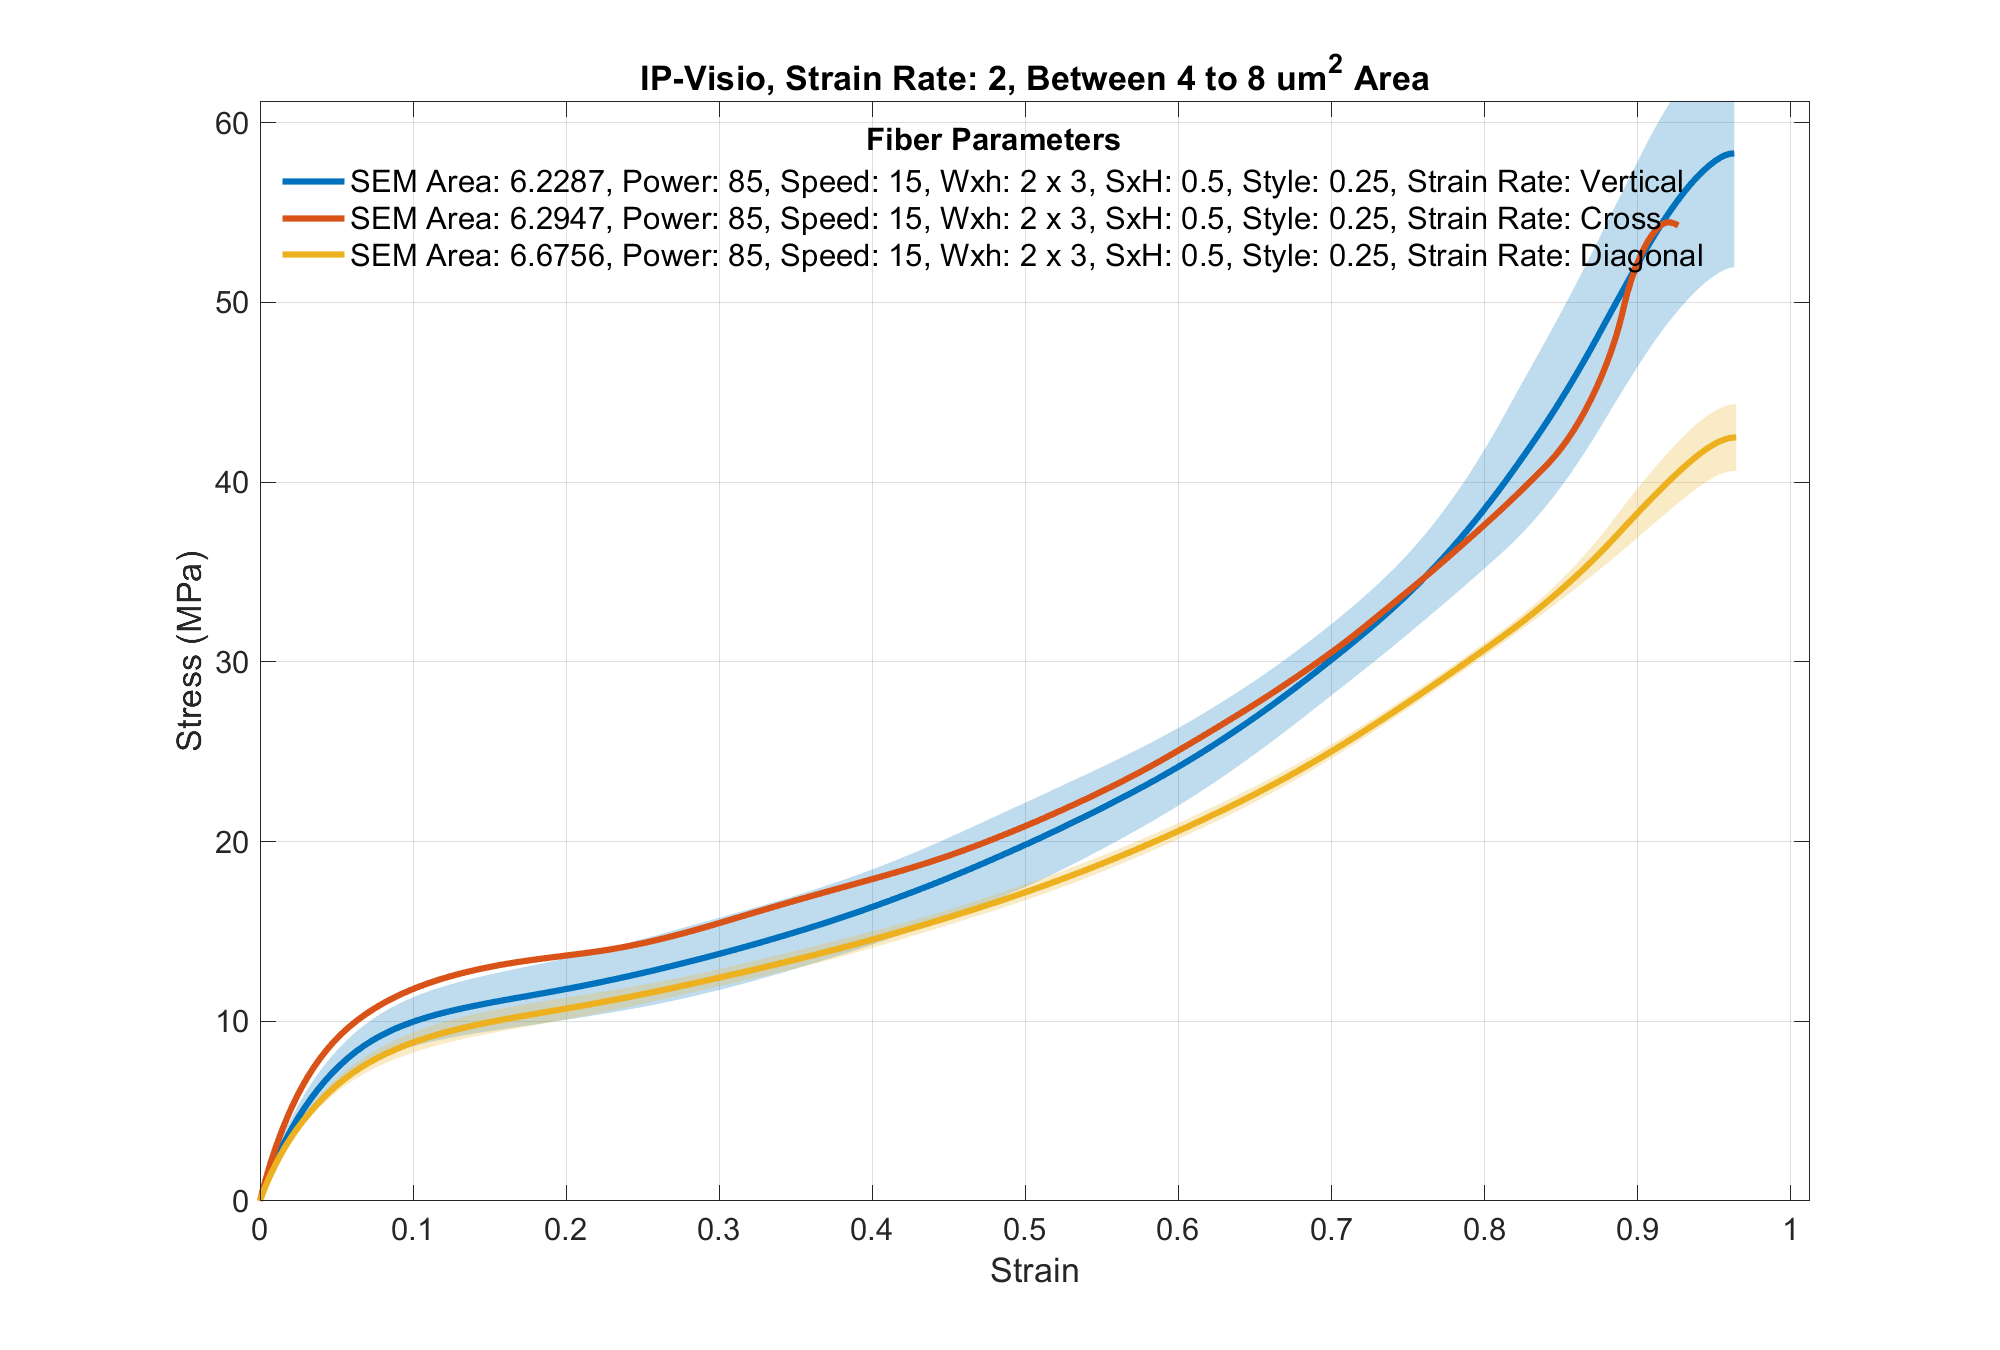 IP-Visio, Strain Rate: 2, Between 4 to 8 um² Area
Fiber Parameters
SEM Area: 6.2287, Power: 85, Speed: 15, Wxh: 2 x 3, SxH: 0.5, Style: 0.25, Strain Rate: Vertical
SEM Area: 6.2947, Power: 85, Speed: 15, Wxh: 2 x 3, SxH: 0.5, Style: 0.25, Strain Rate: Cross
SEM Area: 6.6756, Power: 85, Speed: 15, Wxh: 2 x 3, SxH: 0.5, Style: 0.25, Strain Rate: Diagonal
60
50
40
30
20
10
0
Stress (MPa)
0 0.1 0.2 0.3 0.4 0.5 0.6 0.7 0.8 0.9 1
Strain